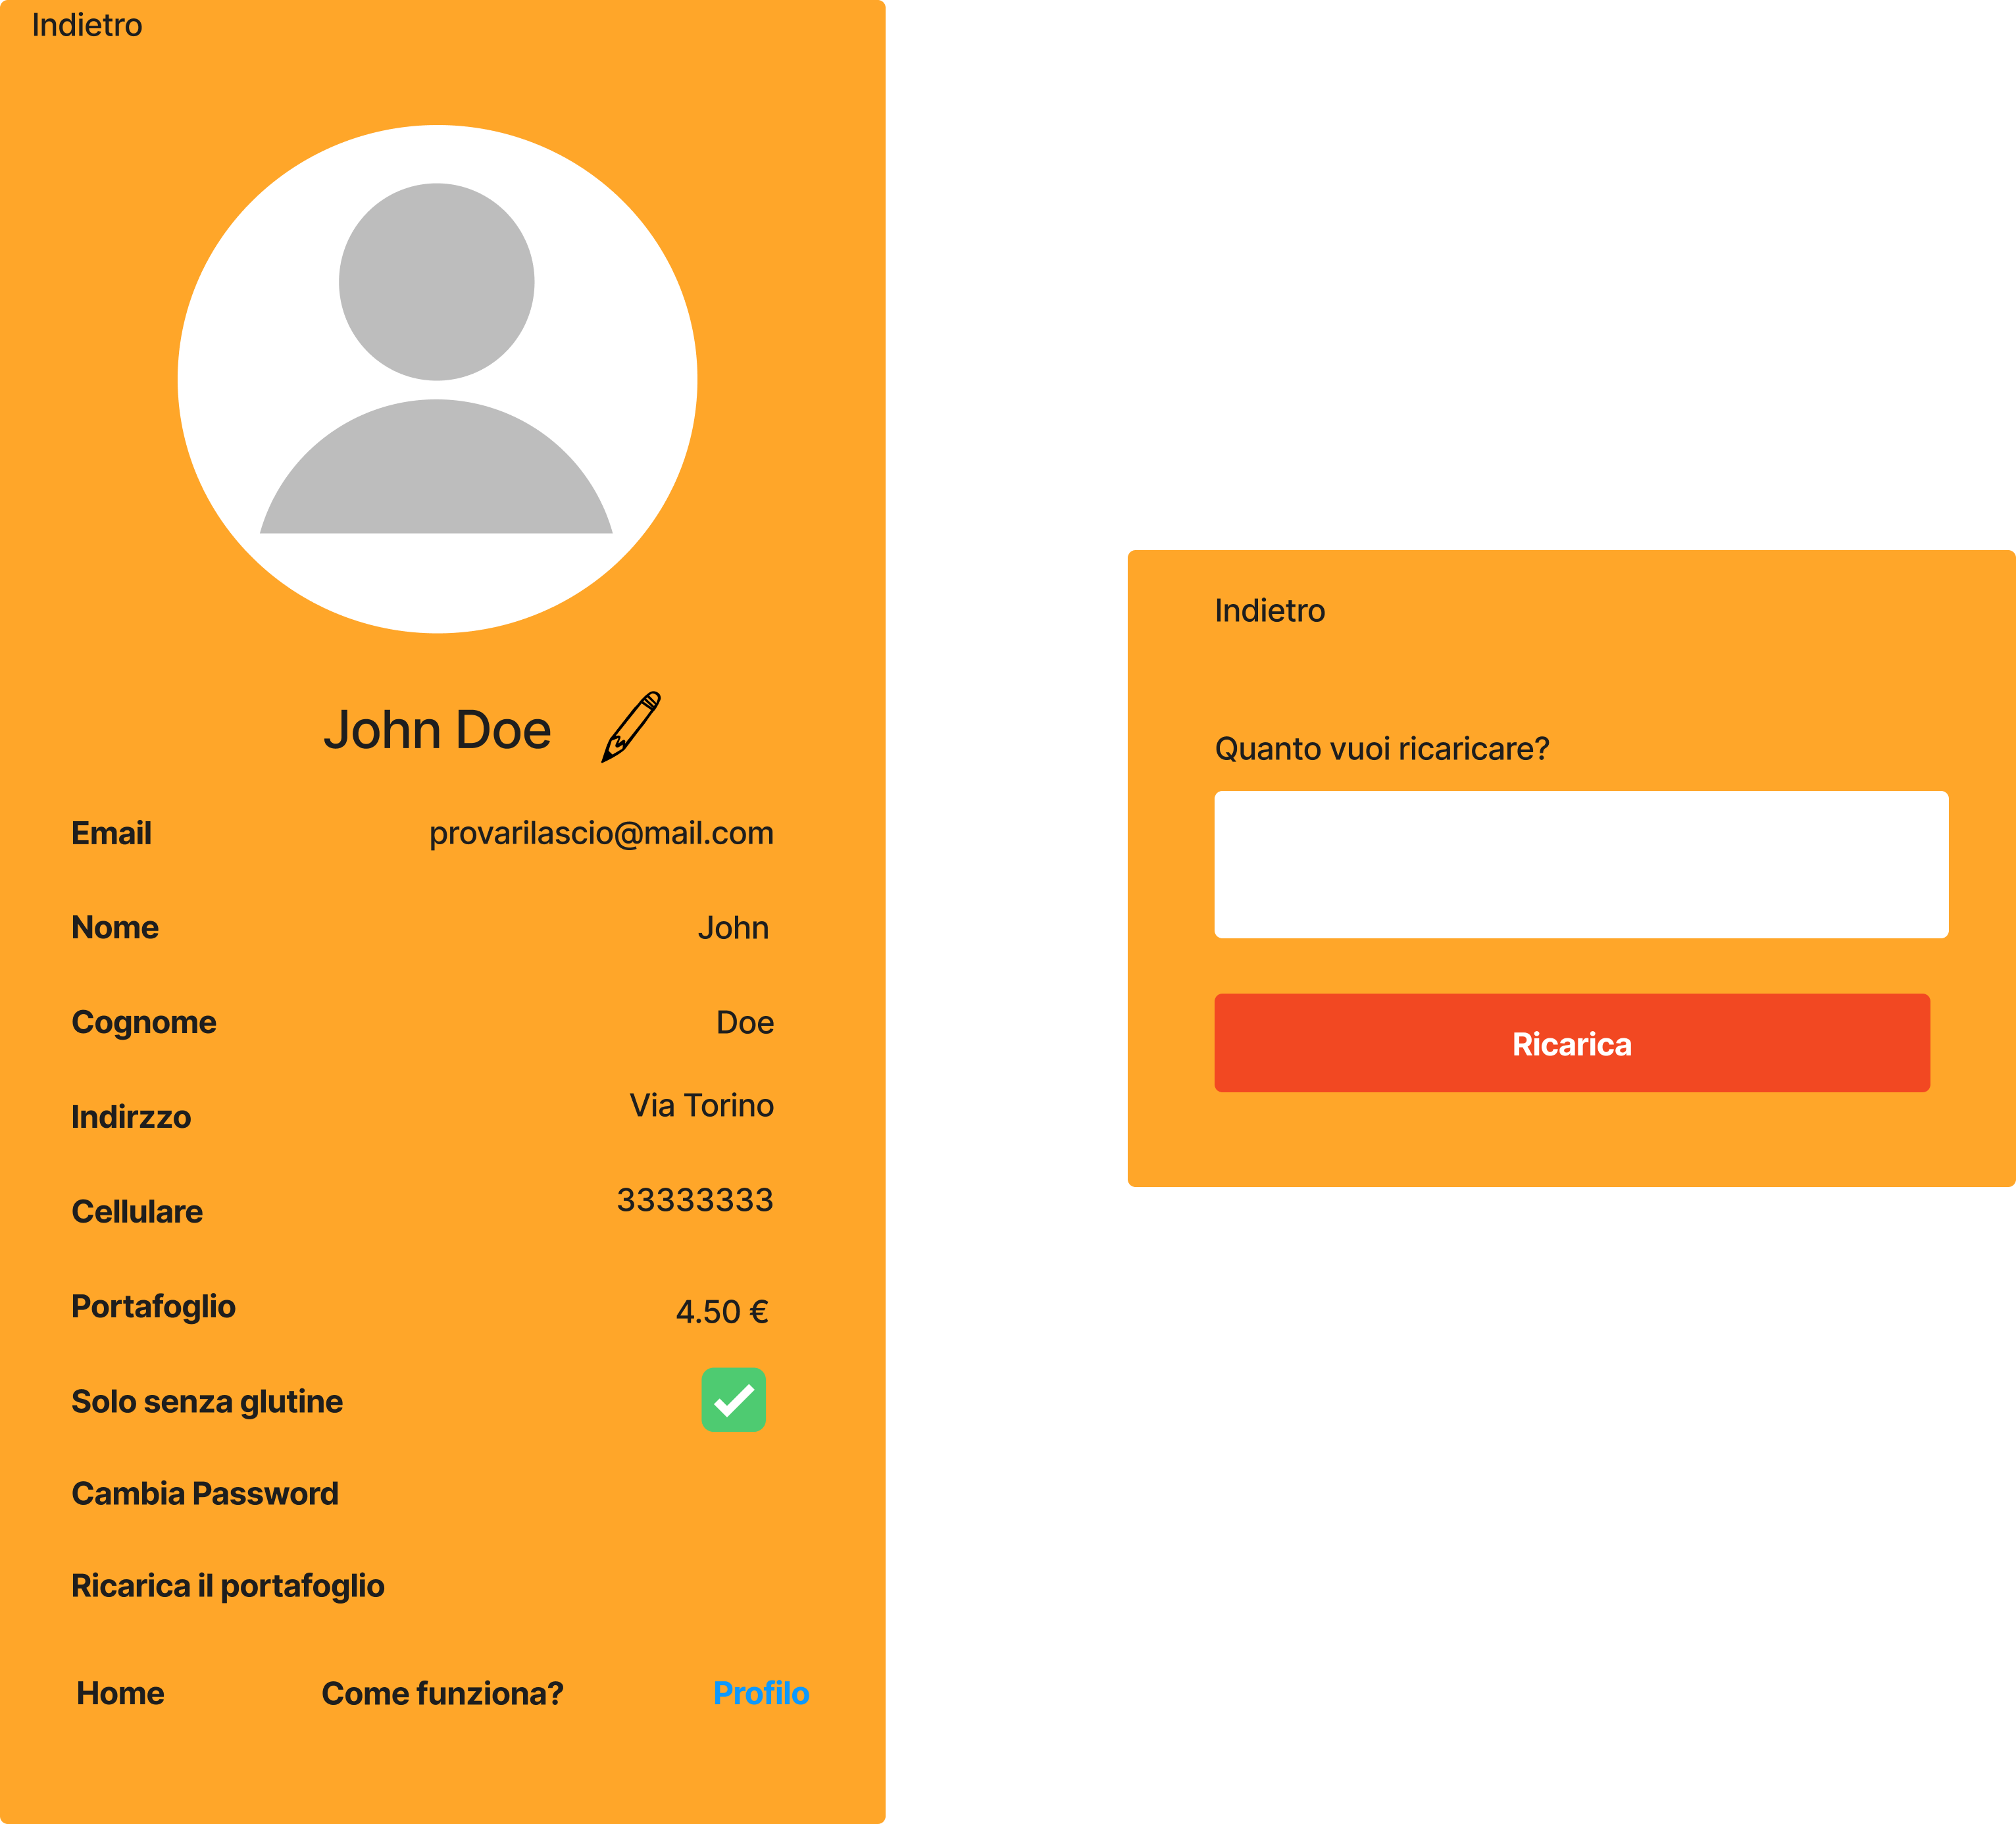 Indietro
John Doe
Email provarilascio@mail.com
Nome John
Cognome Doe
Indirzzo Via Torino
Cellulare 33333333
Portafoglio 4.50 €
Solo senza glutine
Cambia Password
Ricarica il portafoglio
Home Come funziona? Profilo
Indietro
Quanto vuoi ricaricare?
Ricarica